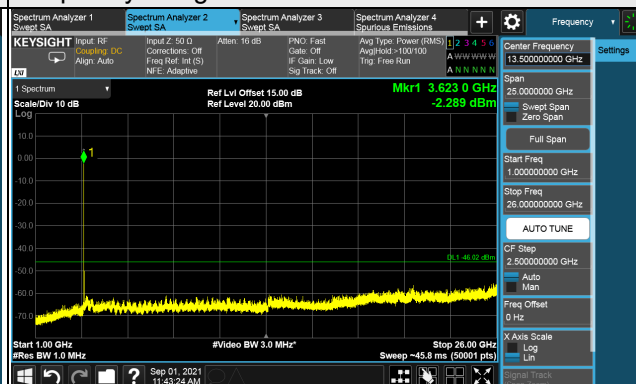 Spectrum Analyzer 1
Swept SA
Spectrum Analyzer 2
Swept SA
Spectrum Analyzer 3
Swept SA
Spectrum Analyzer 4
Spurious Emissions
Frequency
KEYSIGHT
Input: RF
Coupling: DC
Align: Auto
Input Z: 50 Ω
Corrections: Off
Freq Ref: Int (S)
NFE: Adaptive
Atten: 16 dB
PNO: Fast
Gate: Off
IF Gain: Low
Sig Track: Off
Avg Type: Power (RMS)
Avg|Hold:>100/100
Trig: Free Run
1 2 3 4 5 6
A W W W W W
A N N N N N
LXI
1 Spectrum
Scale/Div 10 dB
Log
Ref Lvl Offset 15.00 dB
Ref Level 20.00 dBm
Mkr1 3.623 0 GHz
-2.289 dBm
10.0
0.00
-10.0
-20.0
-30.0
-40.0
-50.0
-60.0
-70.0
1
DL1 -46.02 dBm
Start 1.00 GHz
#Res BW 1.0 MHz
#Video BW 3.0 MHz*
Stop 26.00 GHz
Sweep ~45.8 ms (50001 pts)
Sep 01, 2021
11:43:24 AM
Center Frequency
13.500000000 GHz
Settings
Span
25.0000000 GHz
Swept Span
Zero Span
Full Span
Start Freq
1.000000000 GHz
Stop Freq
26.000000000 GHz
AUTO TUNE
CF Step
2.500000000 GHz
Auto
Man
Freq Offset
0 Hz
X Axis Scale
Log
Lin
Signal Track